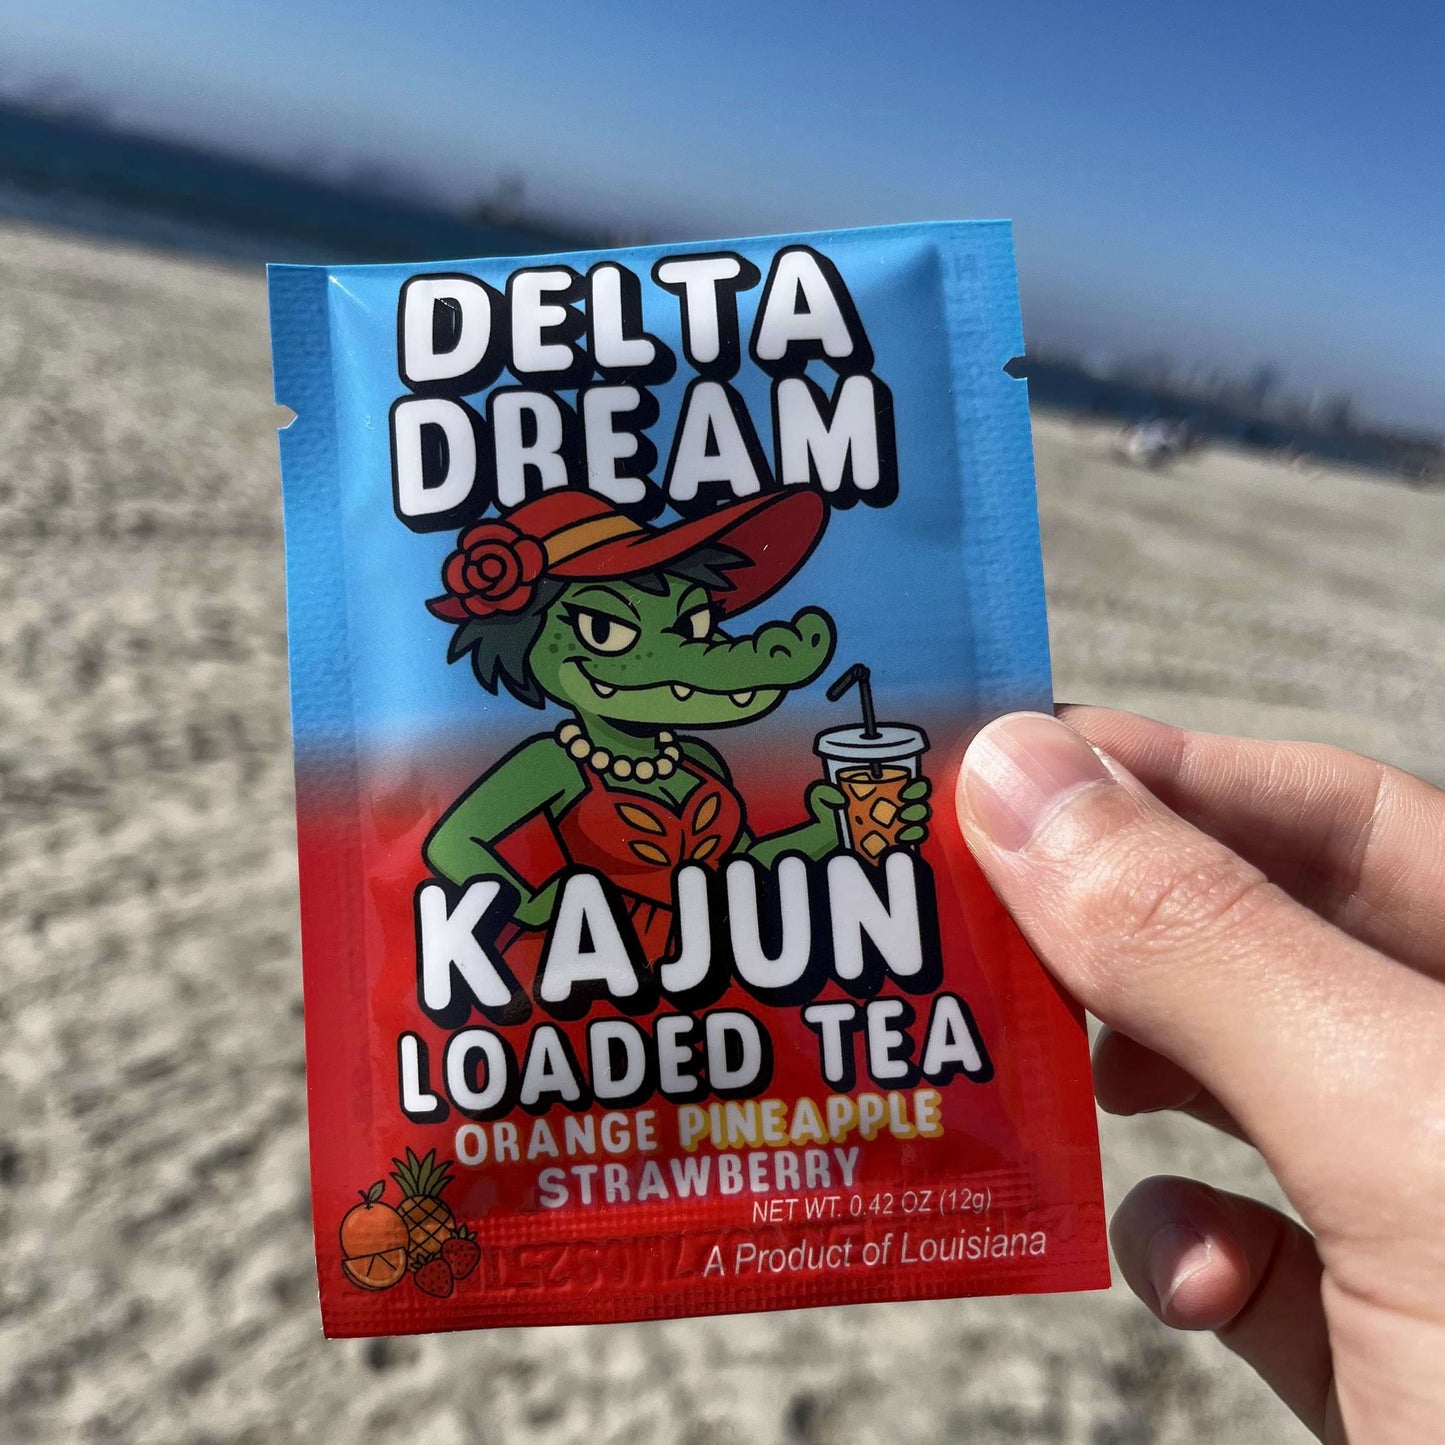 DELTA
DREAM
KAJUN
LOADED TEA
ORANGE PINEAPPLE
STRAWBERRY
NET WT. 0.42 OZ (12g)
A Product of Louisiana